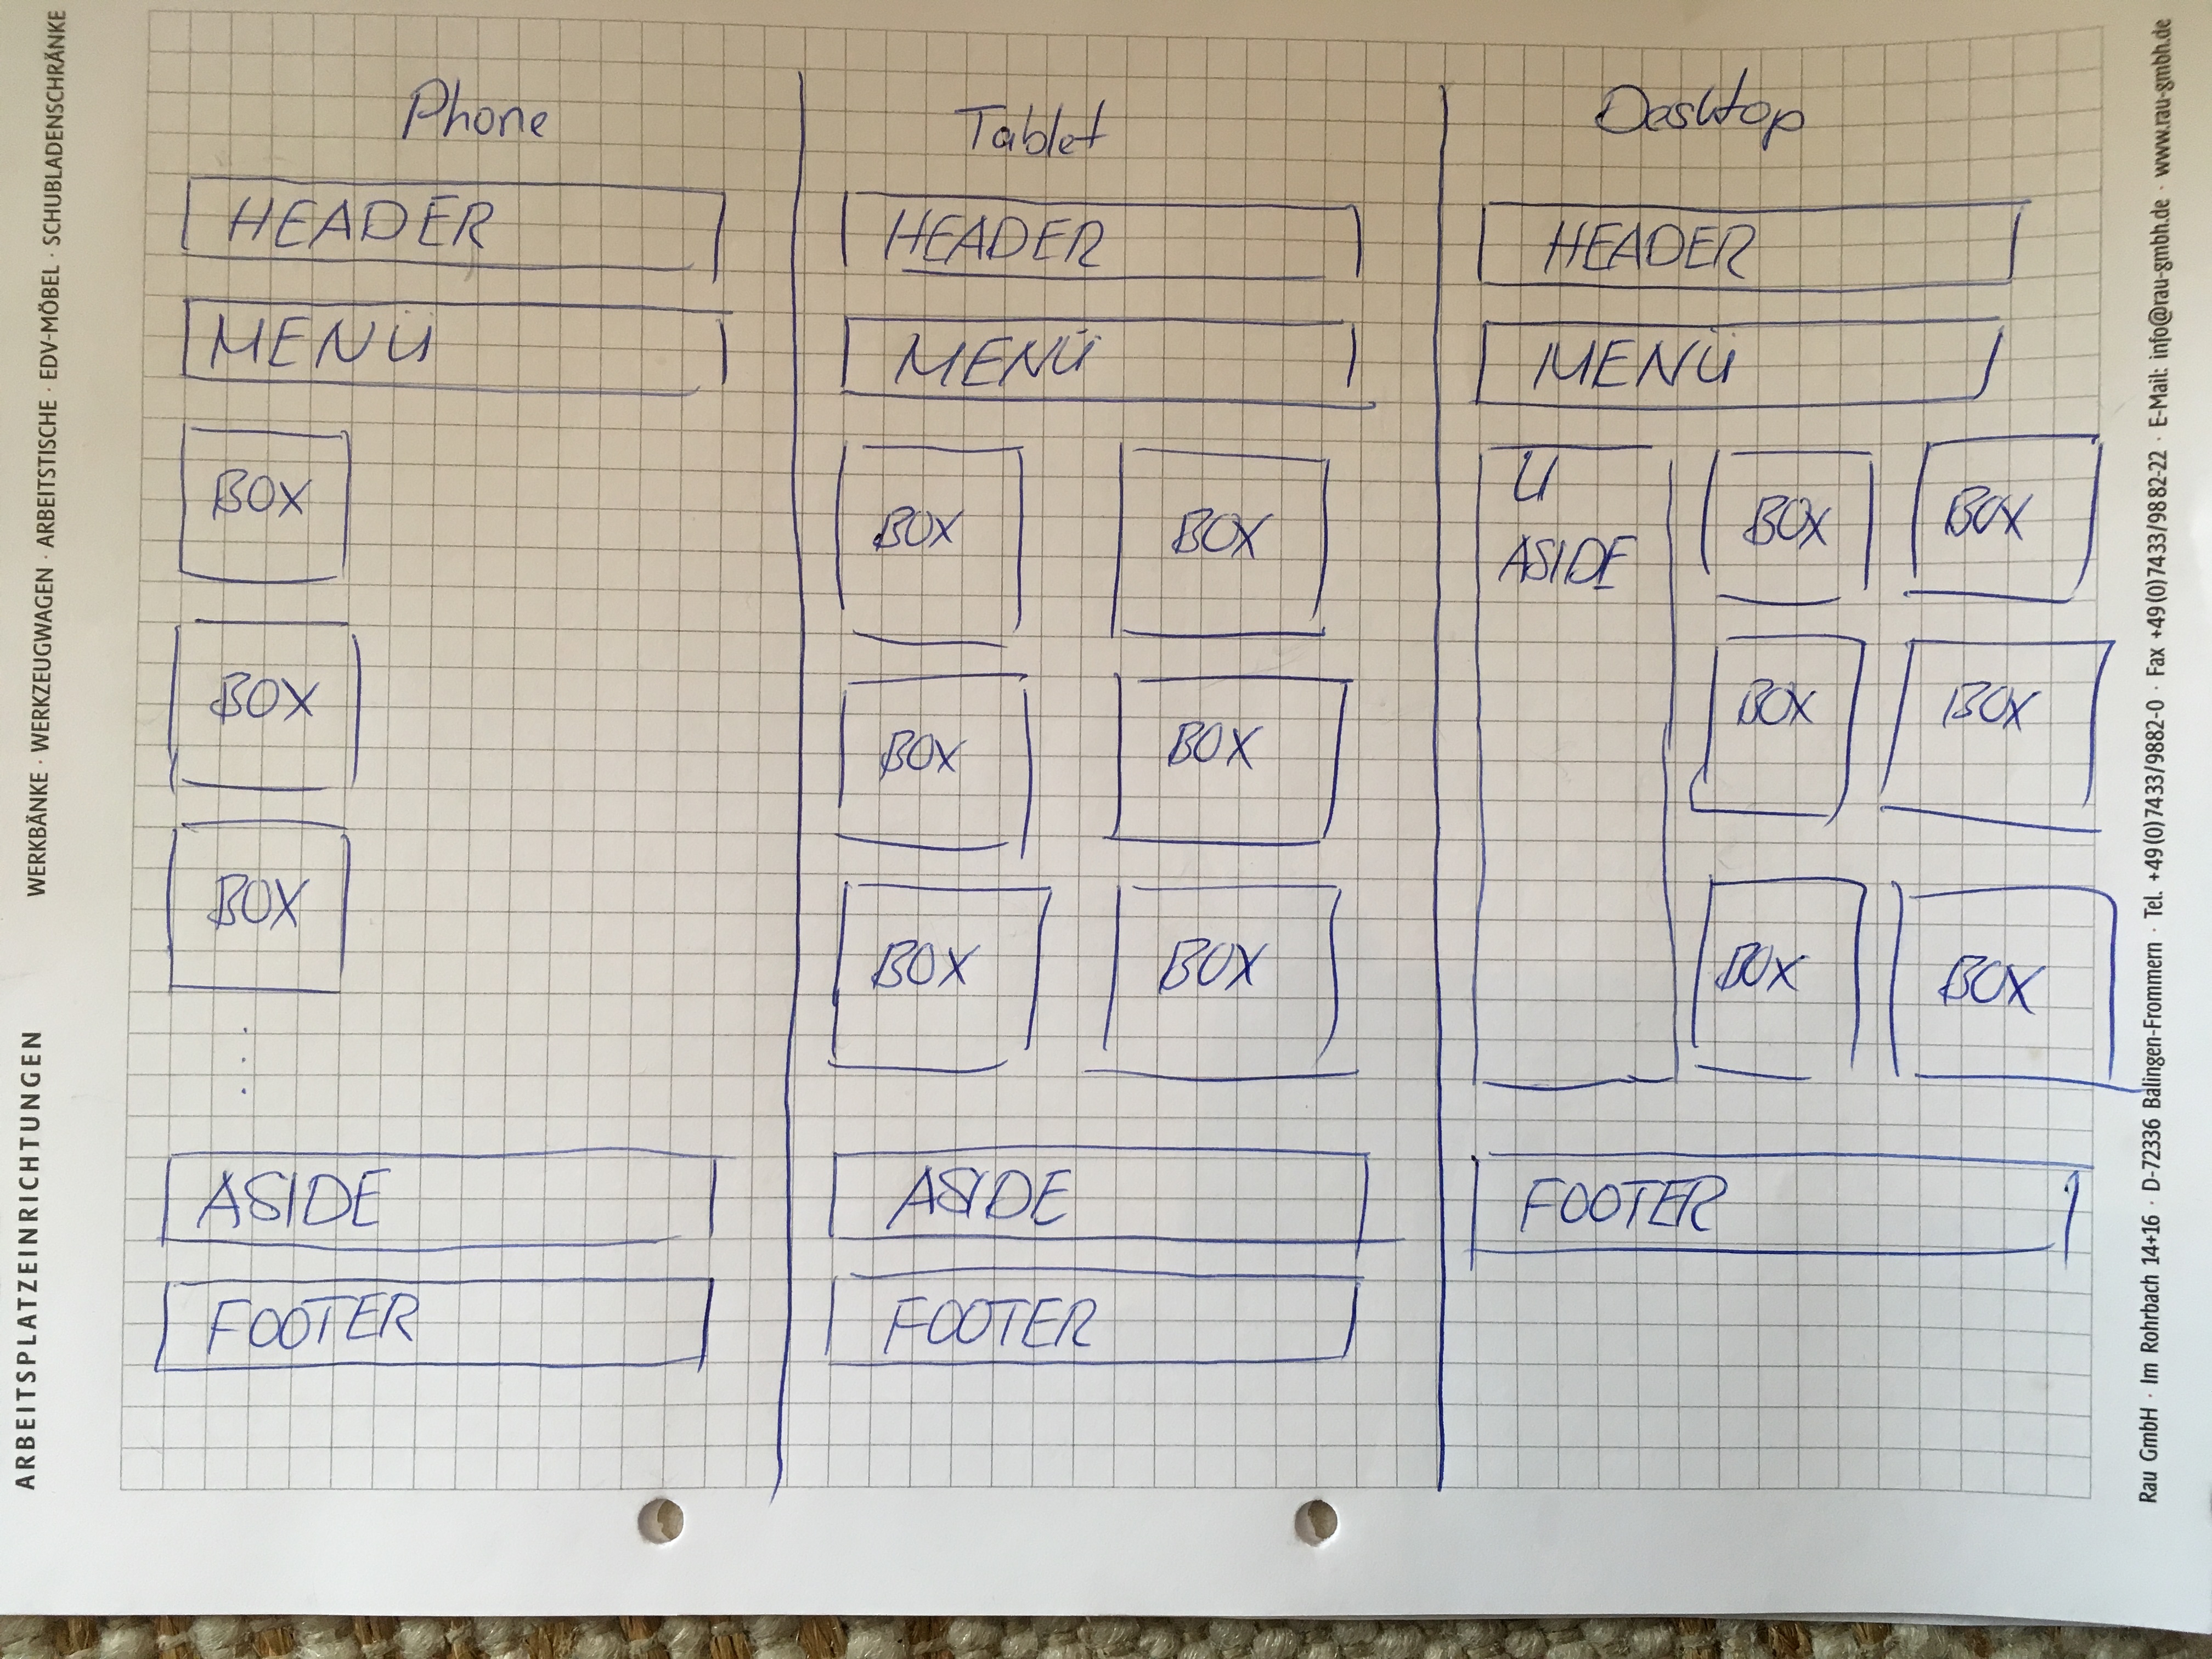 Phone
HEADER
MENÜ
BOX
BOX
BOX
ASIDE
FOOTER
Tablet
HEADER
MENÜ
BOX BOX
BOX BOX
BOX BOX
ASIDE
FOOTER
Desktop
HEADER
MENÜ
U
ASIDE
BOX BOX
BOX BOX
BOX BOX
FOOTER
ARBEITSPLATZEINRICHTUNGEN WERKBÄNKE · WERKZEUGWAGEN · ARBEITSTISCHE · EDV-MÖBEL · SCHUBLADENSCHRÄNKE
Rau GmbH · Im Rohrbach 14+16 · D-72336 Balingen-Frommern · Tel. +49(0)7433/9882-0 · Fax +49(0)7433/9882-22 · E-Mail: info@rau-gmbh.de · www.rau-gmbh.de